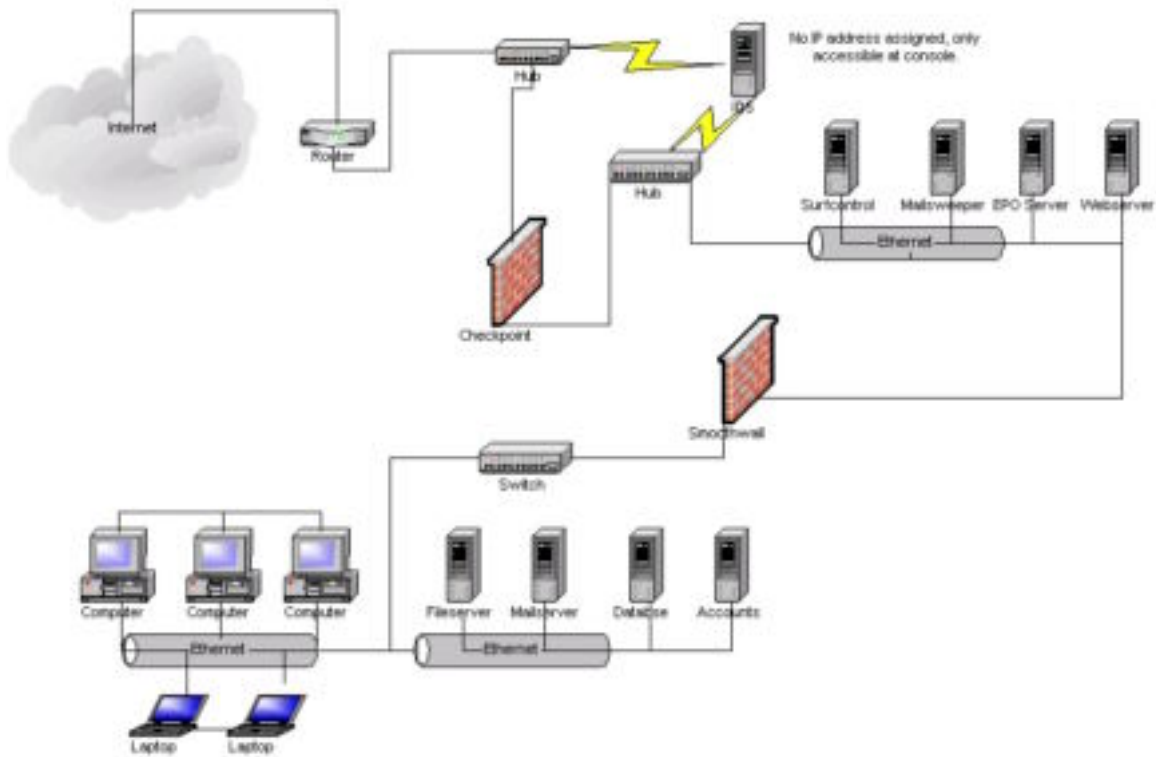 No IP address assigned, only
accessible at console.
Hub
IDS
Internet
Router
Hub
Surfcontrol
Mailsweeper
EPO Server
Webserver
Ethernet
Checkpoint
Smoothwall
Switch
Computer
Computer
Computer
Fileserver
Mailserver
Databse
Accounts
Ethernet
Ethernet
Laptop
Laptop